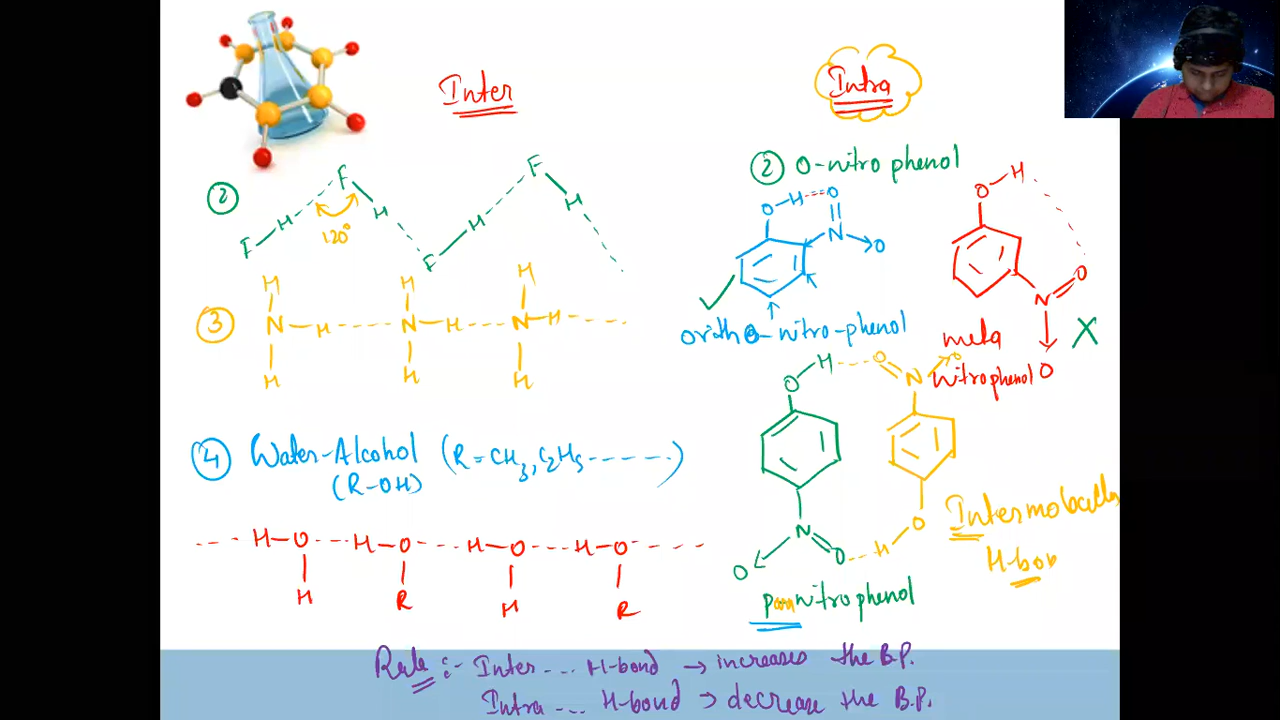 Inter
Intra
② O-nitro phenol
②
F H F H F H F H
120°
O-H O
N→O
ortho-nitro-phenol
O-H
N O
O
meta
nitrophenol
X
③
H H H
N-H N-H N-H
H H H
O H O O
N
④ Water-Alcohol (R=CH3, C2H5------)
(R-OH)
N
O O H O
para nitrophenol
H-O H-O H-O H-O
H R H R
H-bon
Rule :- Inter ... H-bond → increases the B.P.
Intra ... H-bond → decrease the B.P.